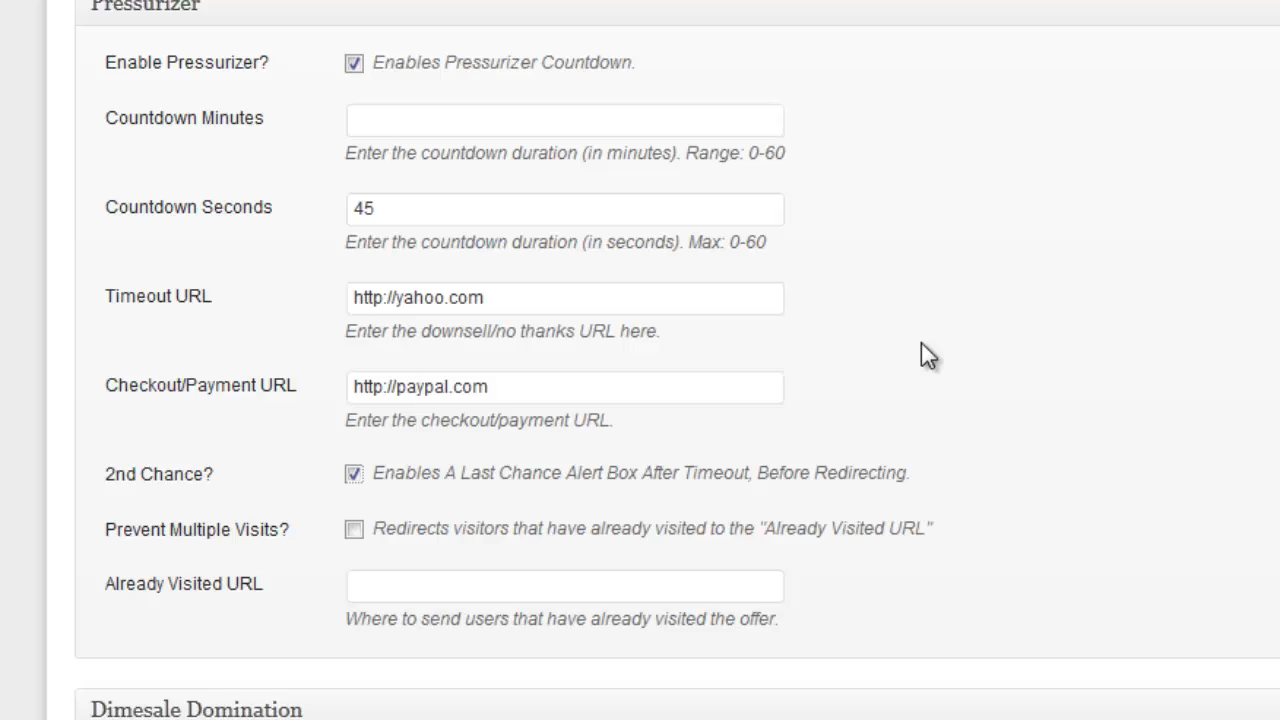 Pressurizer
Enable Pressurizer? Enables Pressurizer Countdown.
Countdown Minutes
Enter the countdown duration (in minutes). Range: 0-60
Countdown Seconds 45
Enter the countdown duration (in seconds). Max: 0-60
Timeout URL http://yahoo.com
Enter the downsell/no thanks URL here.
Checkout/Payment URL http://paypal.com
Enter the checkout/payment URL.
2nd Chance? Enables A Last Chance Alert Box After Timeout, Before Redirecting.
Prevent Multiple Visits? Redirects visitors that have already visited to the "Already Visited URL"
Already Visited URL
Where to send users that have already visited the offer.
Dimesale Domination